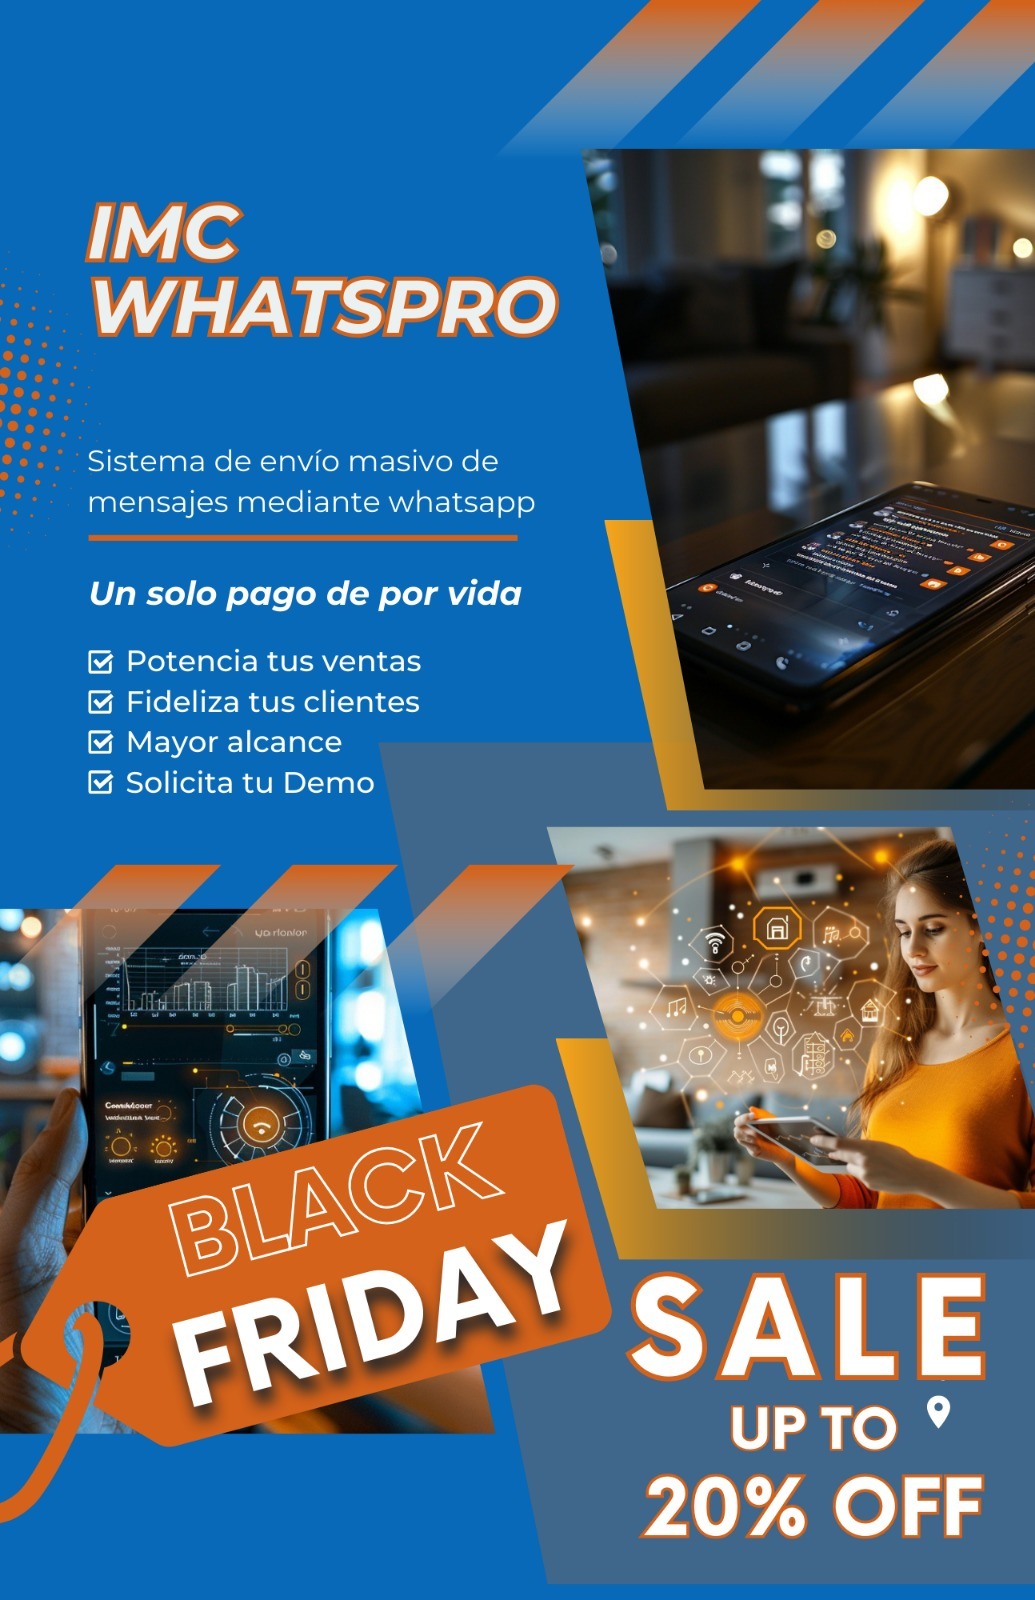 IMC
WHATSPRO
Sistema de envío masivo de
mensajes mediante whatsapp
Un solo pago de por vida
Potencia tus ventas
Fideliza tus clientes
Mayor alcance
Solicita tu Demo
BLACK
FRIDAY
SALE
UP TO
20% OFF